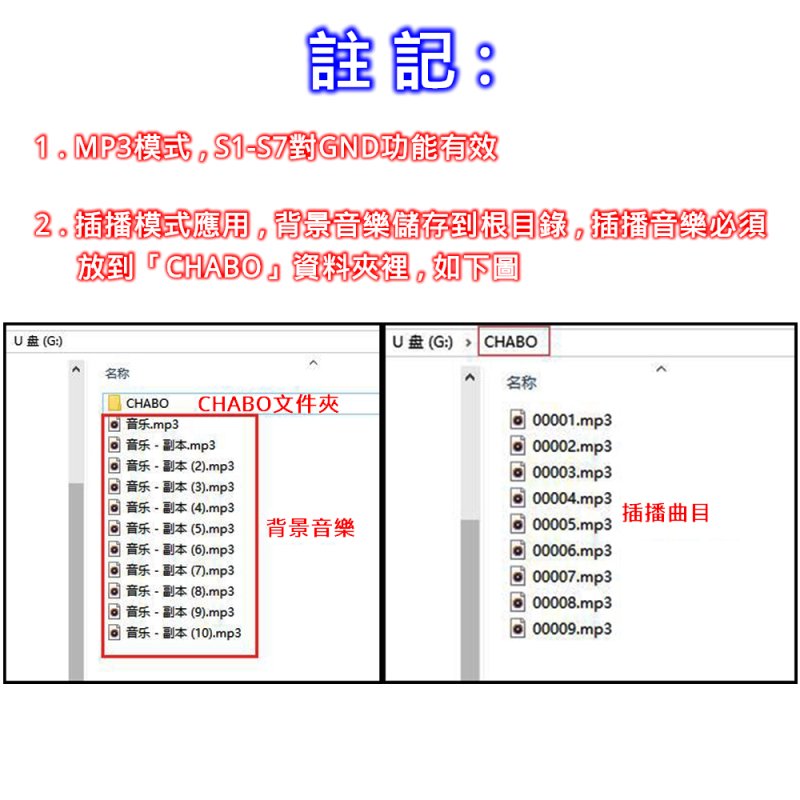 註 記 :
1 . MP3模式 , S1-S7對GND功能有效
2 . 插播模式應用 , 背景音樂儲存到根目錄 , 插播音樂必須
放到「 CHABO 」資料夾裡 , 如下圖
U 盘 (G:)
名称
CHABO
CHABO文件夾
音乐.mp3
音乐 - 副本.mp3
音乐 - 副本 (2).mp3
音乐 - 副本 (3).mp3
音乐 - 副本 (4).mp3
音乐 - 副本 (5).mp3
音乐 - 副本 (6).mp3
音乐 - 副本 (7).mp3
音乐 - 副本 (8).mp3
音乐 - 副本 (9).mp3
音乐 - 副本 (10).mp3
背景音樂
U 盘 (G:) › CHABO
名称
00001.mp3
00002.mp3
00003.mp3
00004.mp3
00005.mp3
00006.mp3
00007.mp3
00008.mp3
00009.mp3
插播曲目